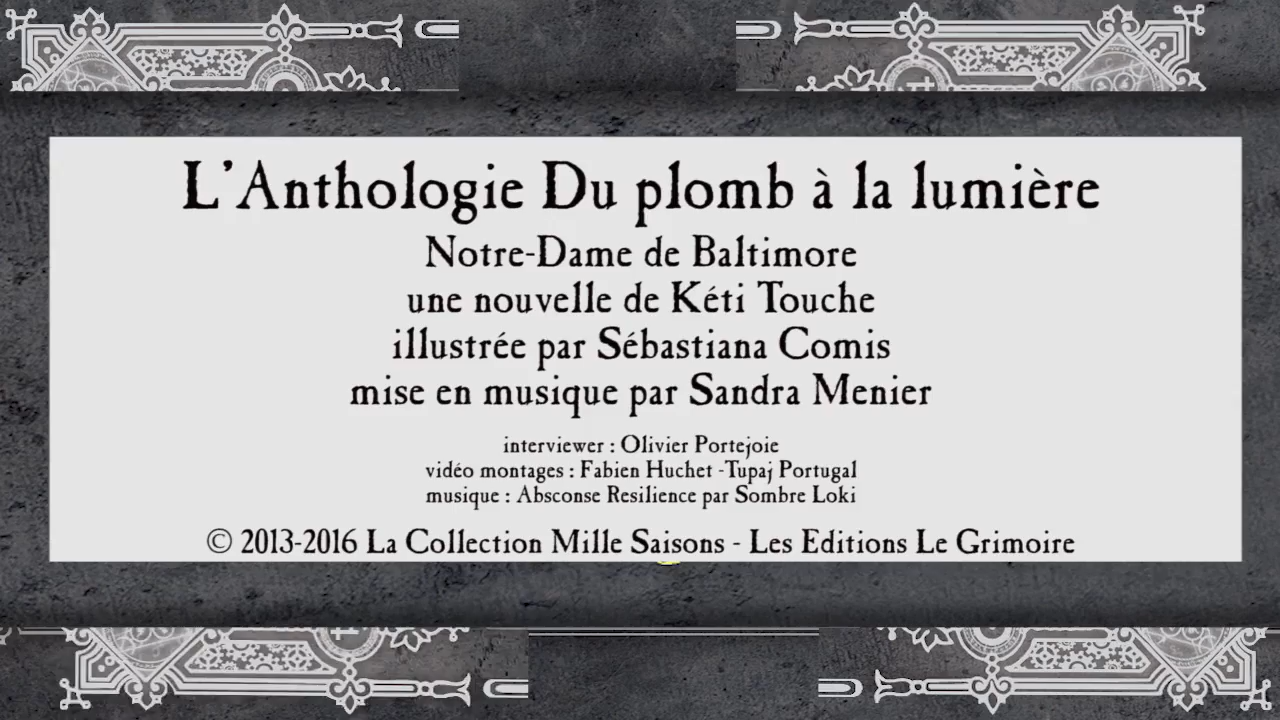 L'Anthologie Du plomb à la lumière
Notre-Dame de Baltimore
une nouvelle de Kéti Touche
illustrée par Sébastiana Comis
mise en musique par Sandra Menier
interviewer : Olivier Portejoie
vidéo montages : Fabien Huchet -Tupaj Portugal
musique : Absconse Resilience par Sombre Loki
© 2013-2016 La Collection Mille Saisons - Les Editions Le Grimoire